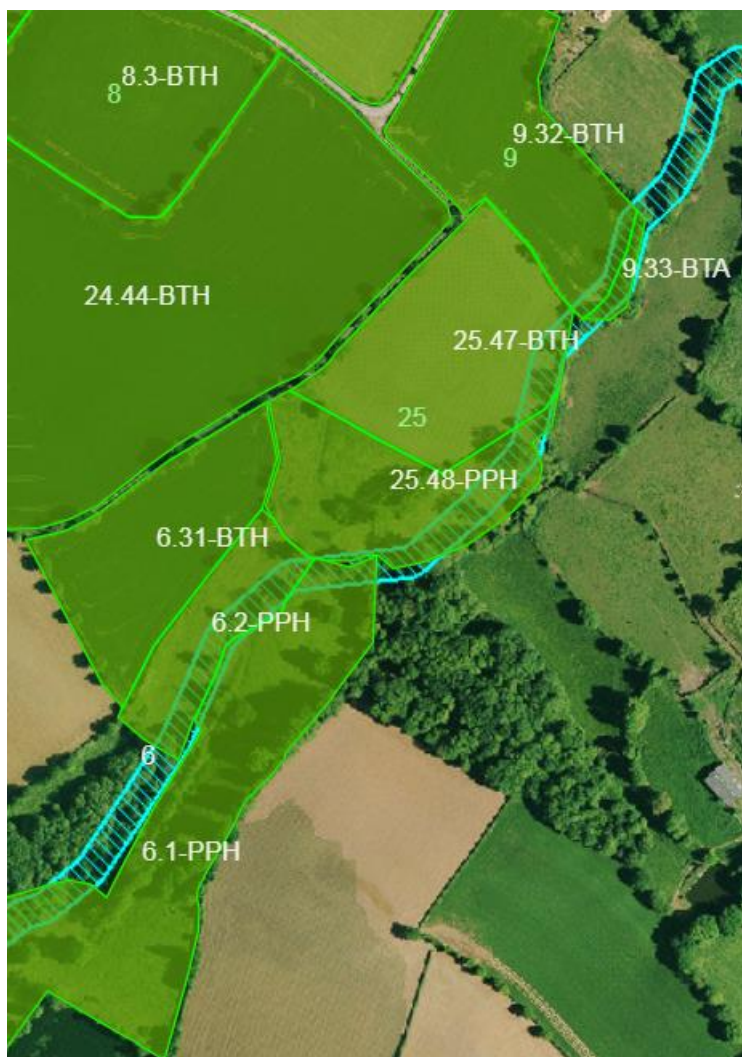 8.3-BTH
8
9.32-BTH
9
9.33-BTA
24.44-BTH
25.47-BTH
25
25.48-PPH
6.31-BTH
6.2-PPH
6
6.1-PPH